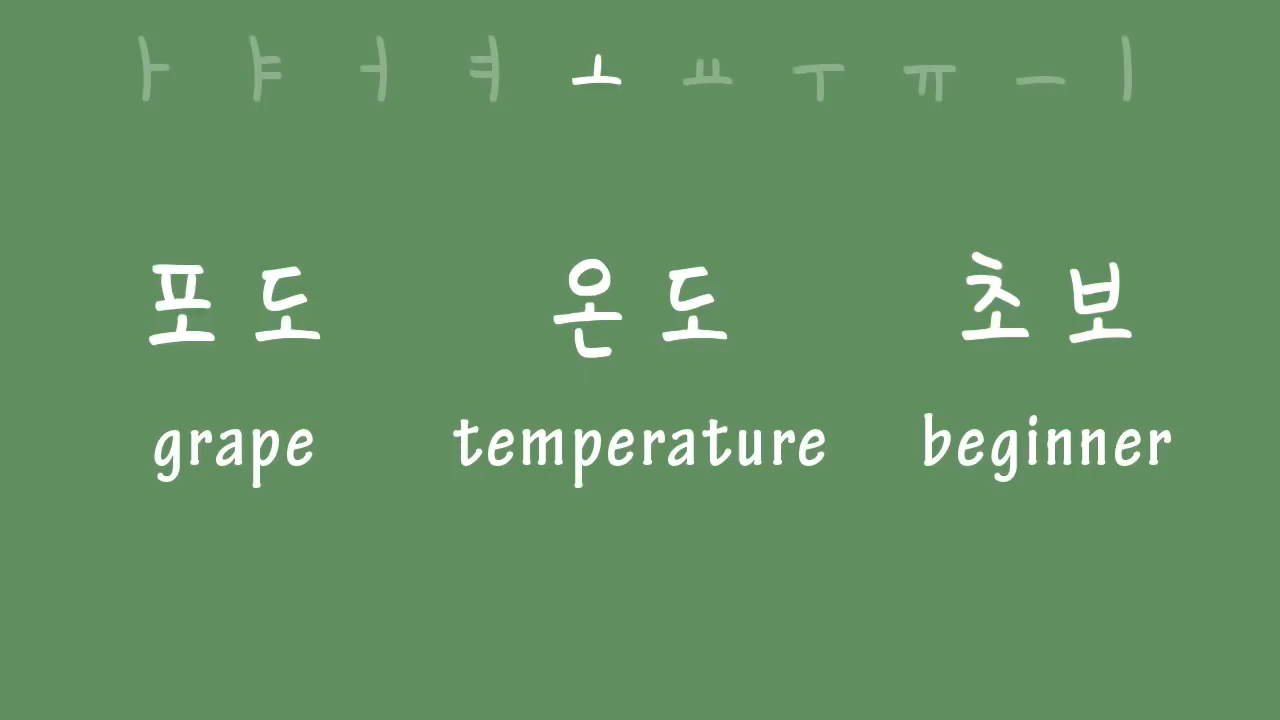 ㅏ ㅑ ㅓ ㅕ ㅗ ㅛ ㅜ ㅠ ㅡ ㅣ
포도 온도 초보
grape temperature beginner